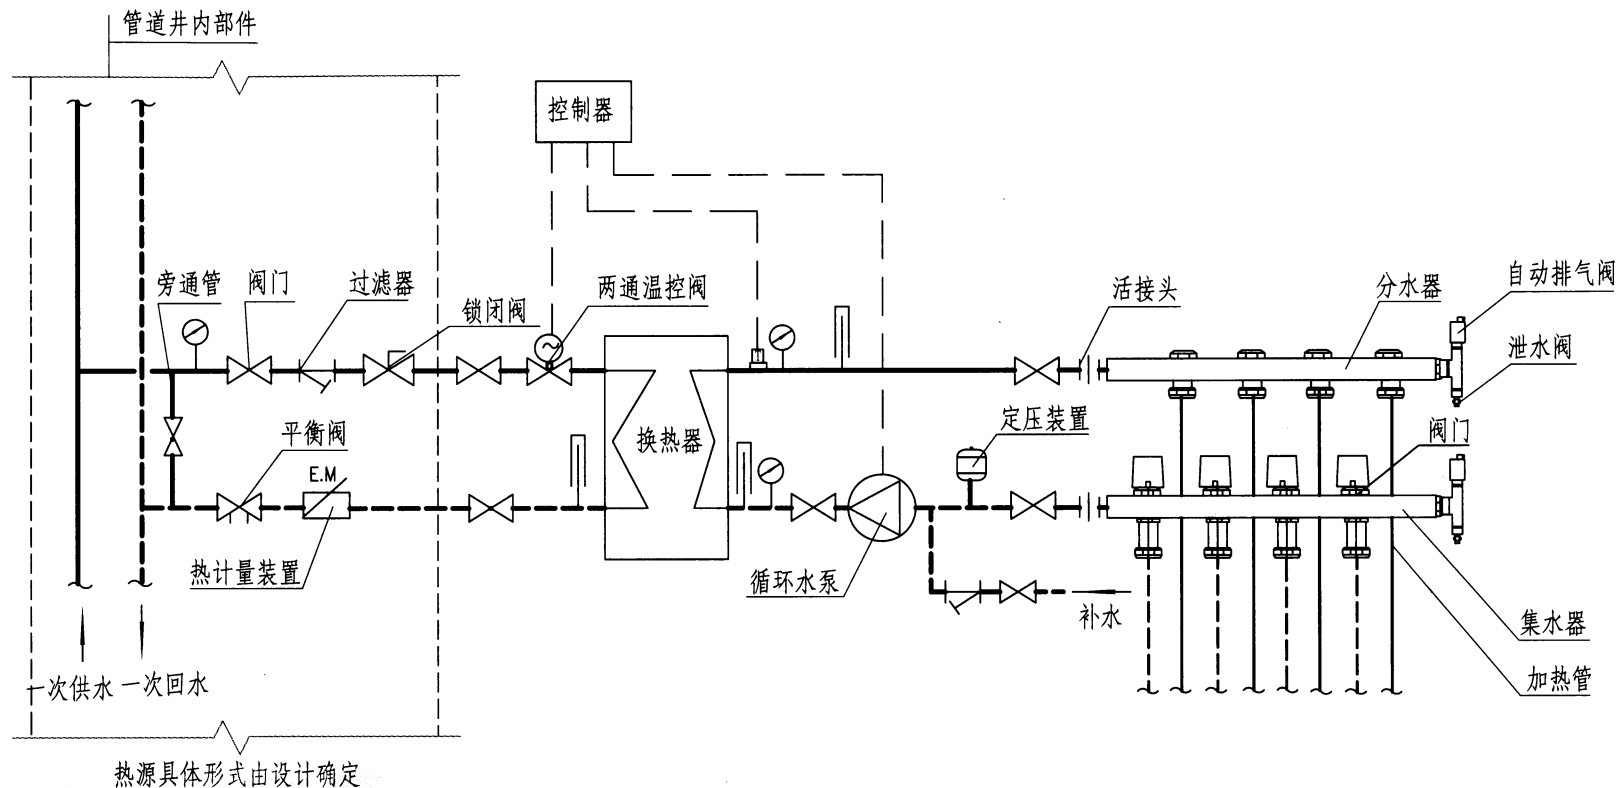 管道井内部件
控制器
旁通管
阀门
过滤器
锁闭阀
两通温控阀
活接头
分水器
自动排气阀
泄水阀
平衡阀
E.M
换热器
定压装置
阀门
热计量装置
循环水泵
补水
集水器
加热管
一次供水
一次回水
热源具体形式由设计确定